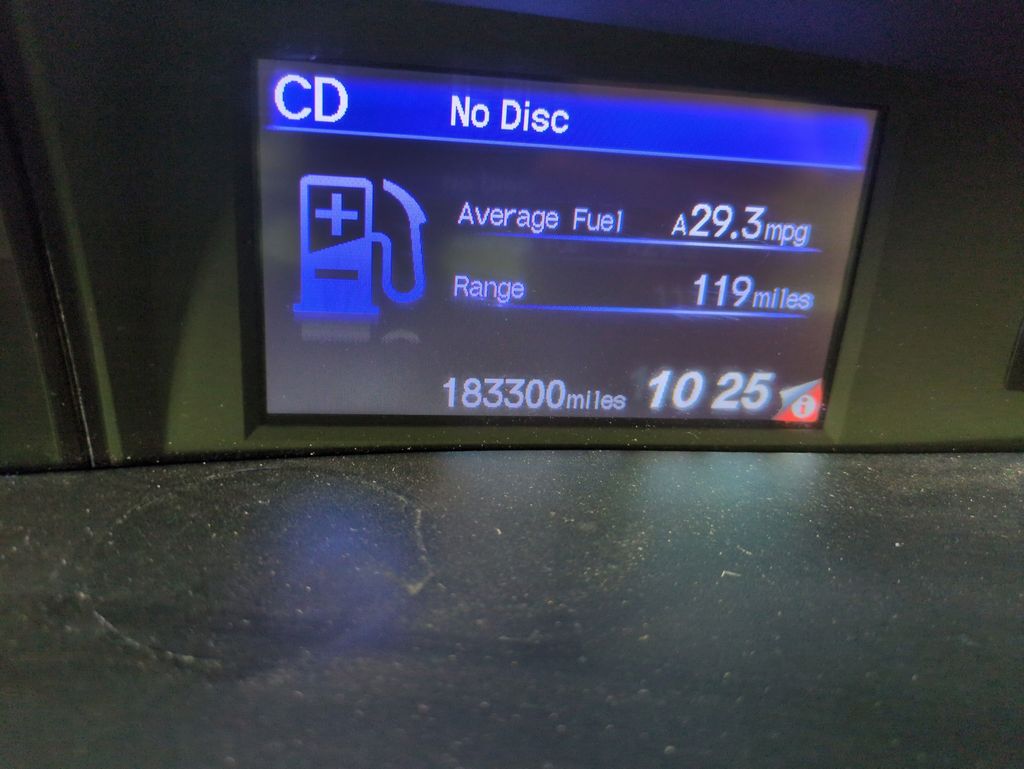 CD No Disc
Average Fuel A29.3mpg
Range 119miles
183300miles 10 25 i